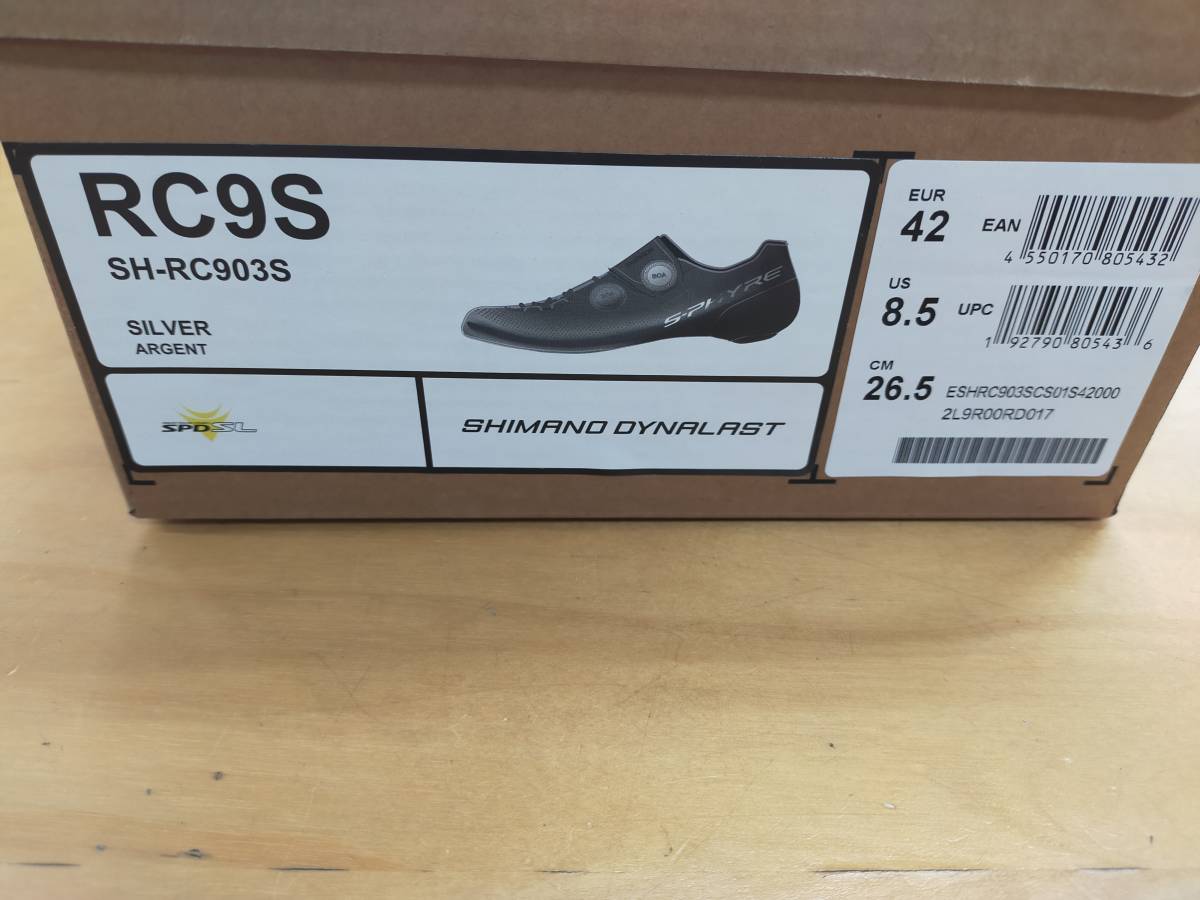 RC9S
SH-RC903S
SILVER
ARGENT
BOA
S-PHYRE
SPD-SL
SHIMANO DYNALAST
EUR
42
EAN
4 550170 805432
US
8.5
UPC
1 92790 80543 6
CM
26.5
ESHRC903SCS01S42000
2L9R00RD017